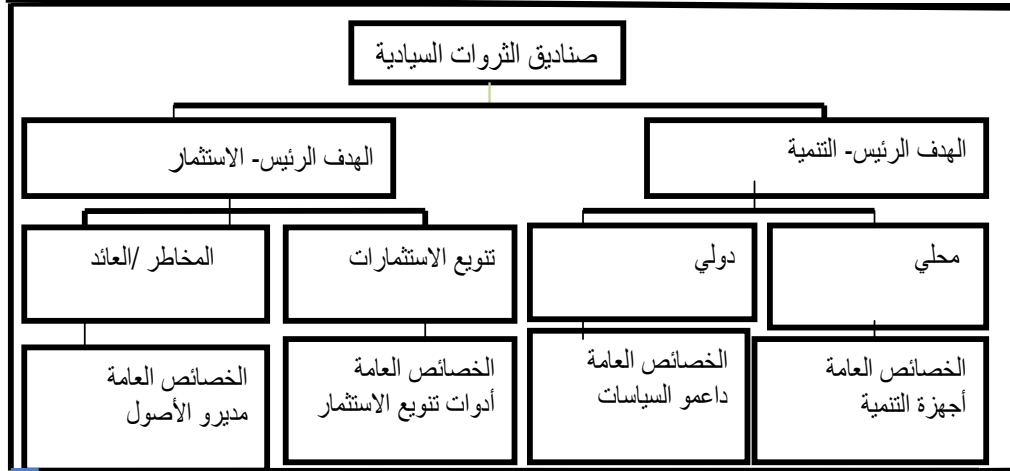 صناديق الثروات السيادية
الهدف الرئيس- التنمية
الهدف الرئيس- الاستثمار
محلي
دولي
تنويع الاستثمارات
المخاطر /العائد
الخصائص العامة
أجهزة التنمية
الخصائص العامة
داعمو السياسات
الخصائص العامة
أدوات تنويع الاستثمار
الخصائص العامة
مديرو الأصول